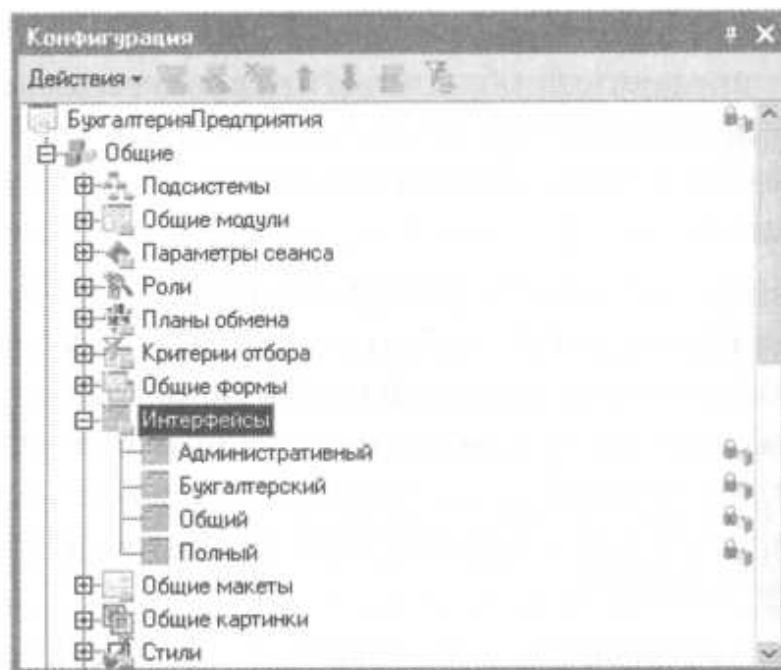 Конфигурация
Действия
БухгалтерияПредприятия
Общие
Подсистемы
Общие модули
Параметры сеанса
Роли
Планы обмена
Критерии отбора
Общие формы
Интерфейсы
Административный
Бухгалтерский
Общий
Полный
Общие макеты
Общие картинки
Стили